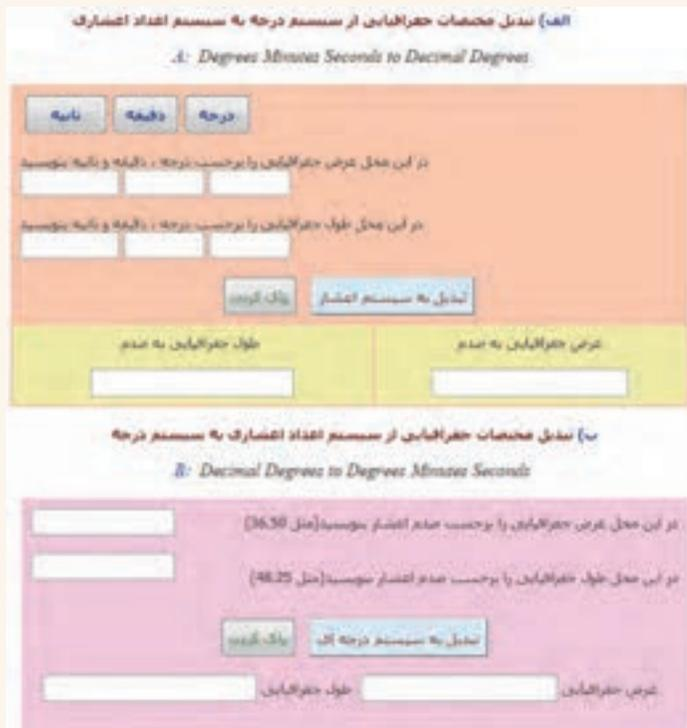 الف) تبدیل مختصات جغرافیایی از سیستم درجه به سیستم اعداد اعشاری
A: Degrees Minutes Seconds to Decimal Degrees
درجه دقیقه ثانیه
در این محل عرض جغرافیایی را برحسب درجه ، دقیقه و ثانیه بنویسید
در این محل طول جغرافیایی را برحسب درجه ، دقیقه و ثانیه بنویسید
تبدیل به سیستم اعشار پاک کردن
عرض جغرافیایی به صدم طول جغرافیایی به صدم
ب) تبدیل مختصات جغرافیایی از سیستم اعداد اعشاری به سیستم درجه
B: Decimal Degrees to Degrees Minutes Seconds
در این محل عرض جغرافیایی را برحسب صدم اعشار بنویسید(مثل 36.50)
در این محل طول جغرافیایی را برحسب صدم اعشار بنویسید(مثل 48.25)
تبدیل به سیستم درجه ای پاک کردن
عرض جغرافیایی طول جغرافیایی